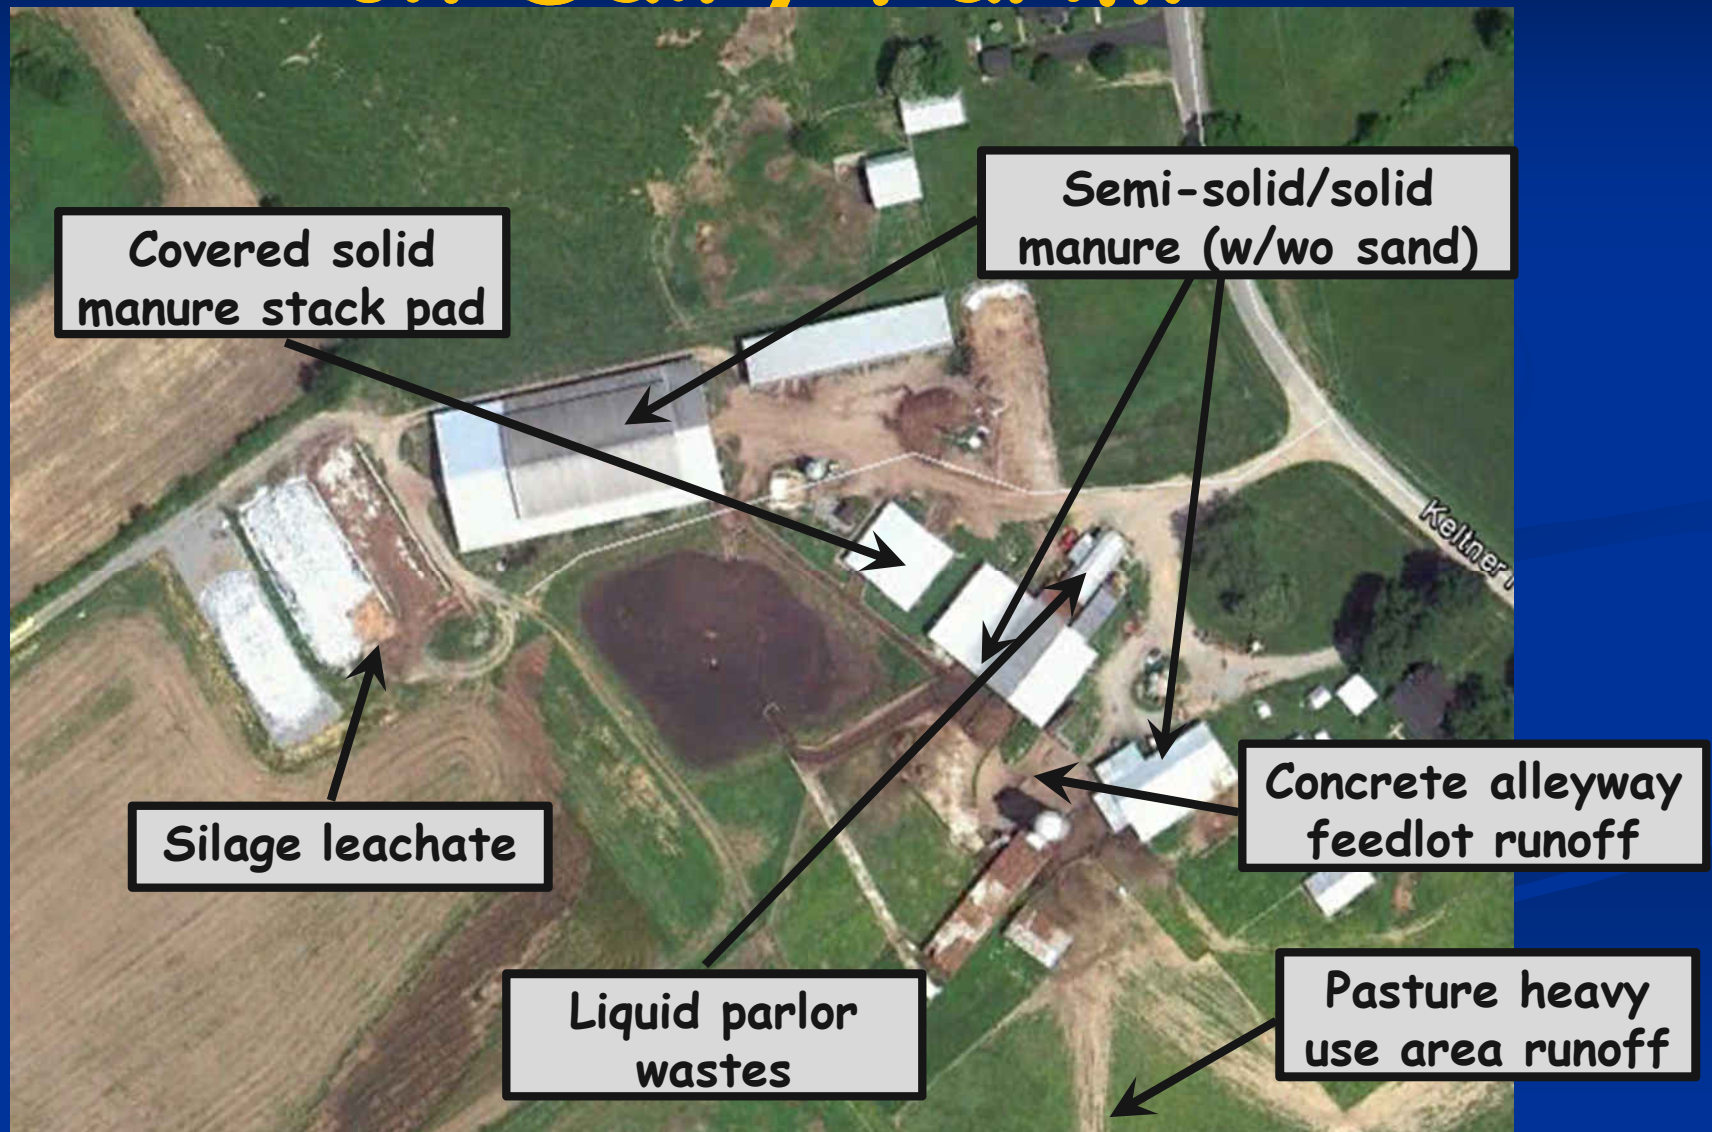 Semi-solid/solid
manure (w/wo sand)
Covered solid
manure stack pad
Keltner
Concrete alleyway
feedlot runoff
Silage leachate
Liquid parlor
wastes
Pasture heavy
use area runoff